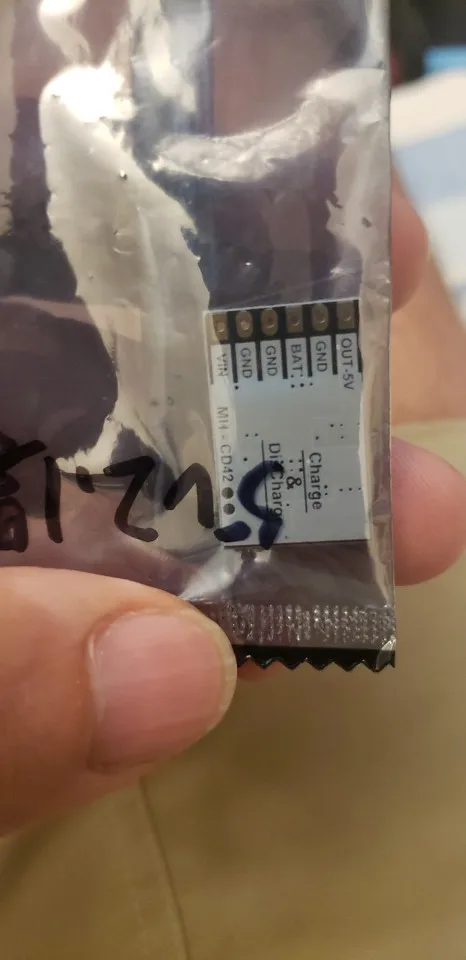 VIN
GND
GND
BAT
GND
OUT-5V
MH-CD42
Charge
&
DisCharge